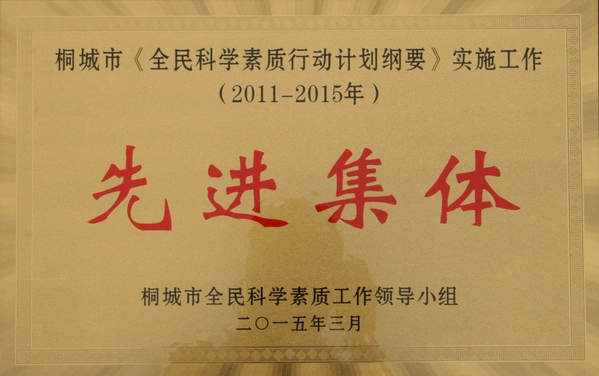 桐城市《全民科学素质行动计划纲要》实施工作
（2011-2015年）
先进集体
桐城市全民科学素质工作领导小组
二〇一五年三月